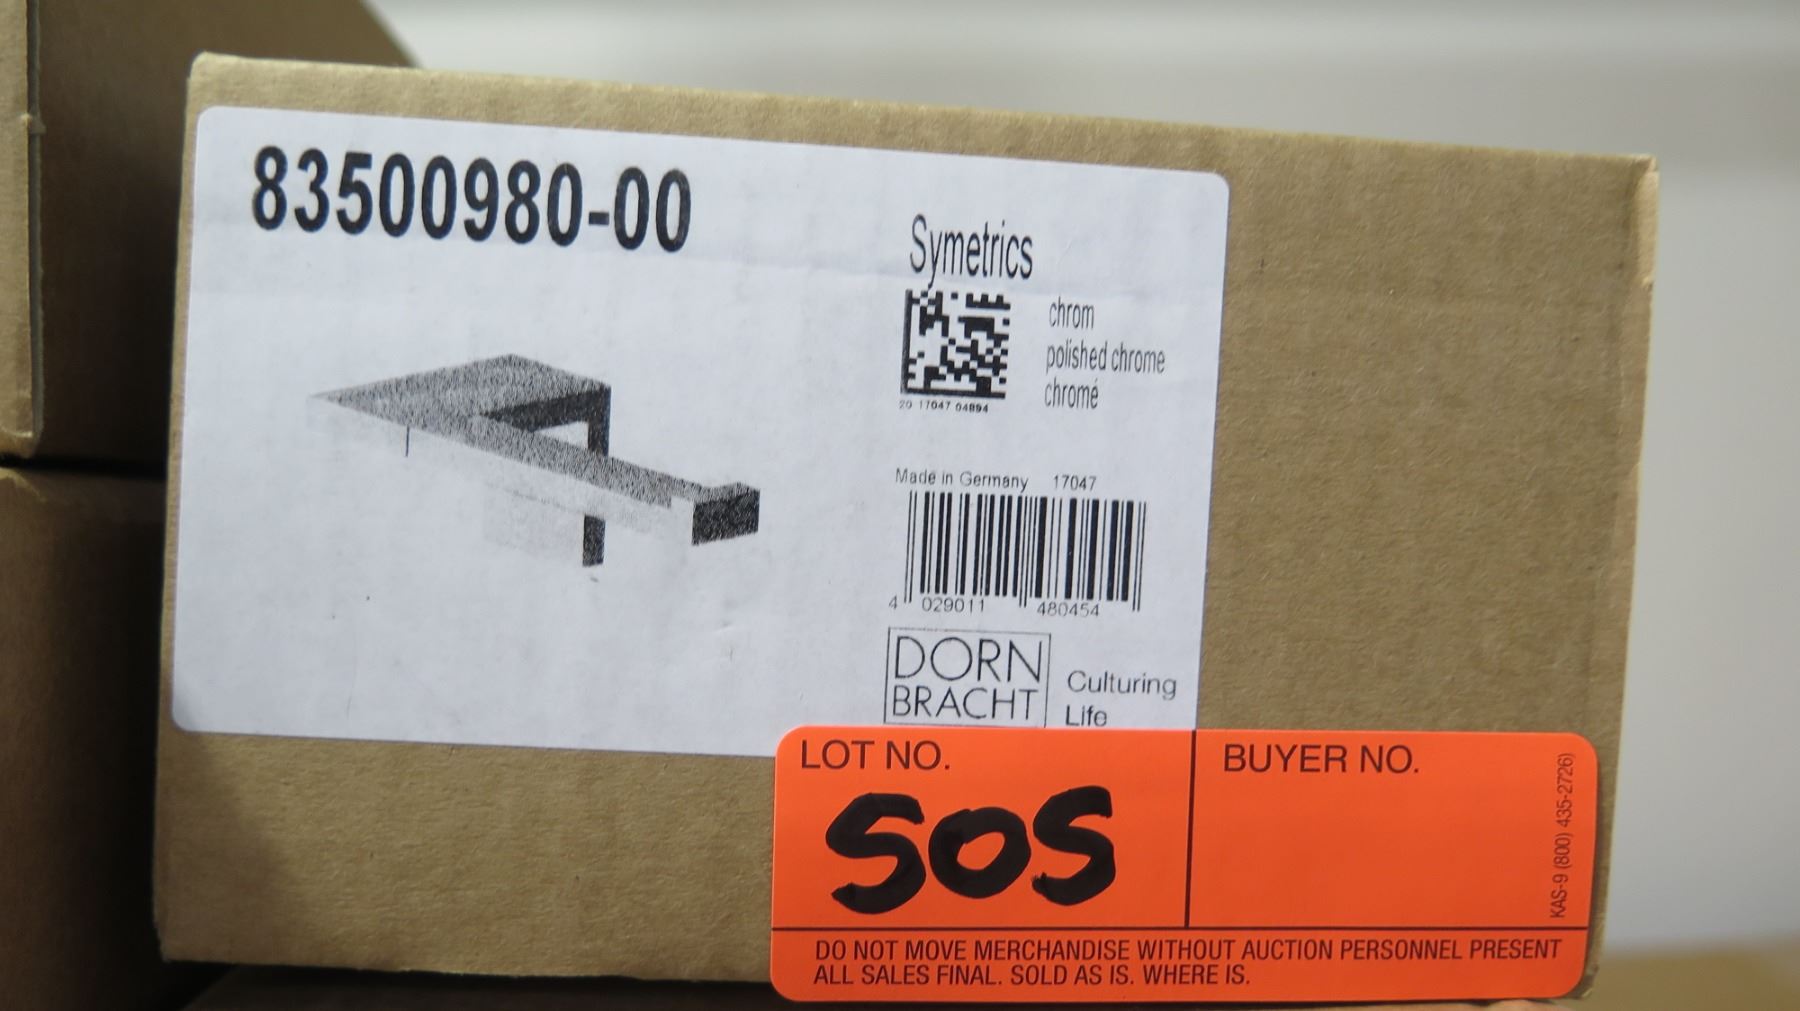 83500980-00
Symetrics
chrom
polished chrome
chromé
20 17047 04894
Made in Germany 17047
4 029011 480454
DORN
BRACHT
Culturing
Life
LOT NO.
505
BUYER NO.
KAS-9 (800) 435-2726)
DO NOT MOVE MERCHANDISE WITHOUT AUCTION PERSONNEL PRESENT
ALL SALES FINAL. SOLD AS IS. WHERE IS.